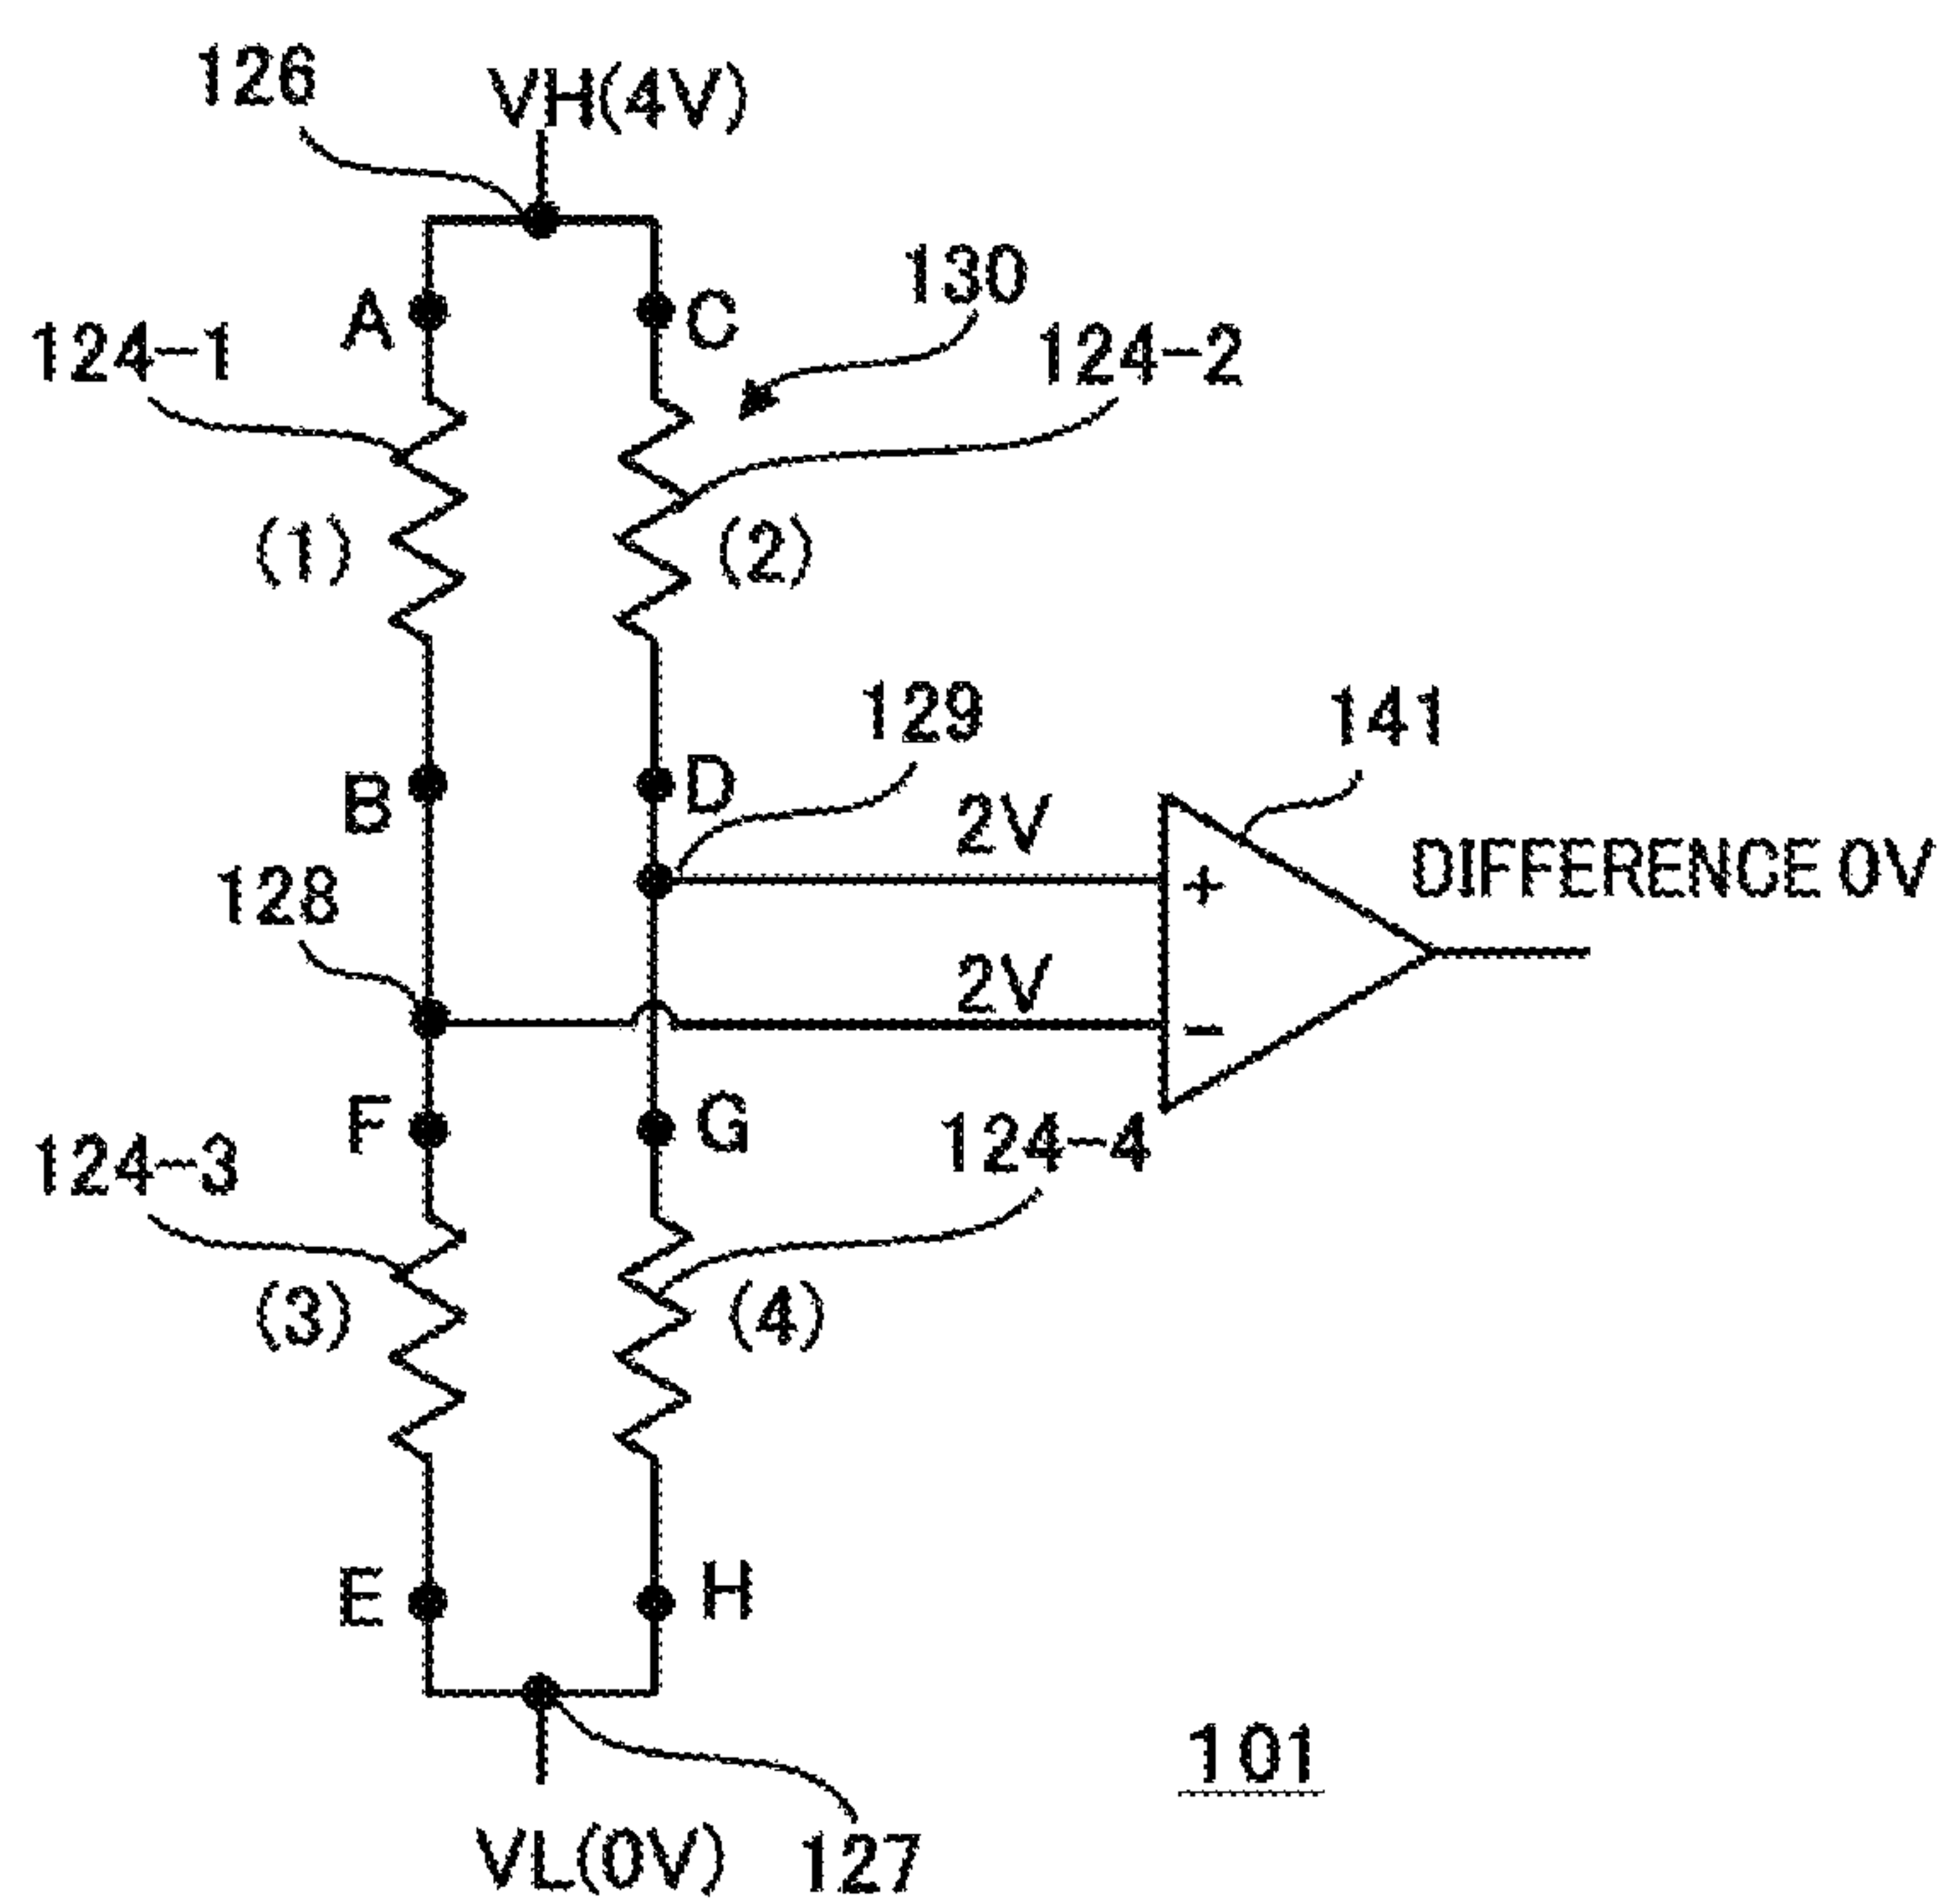 126
VH(4V)
130
A
C
124-1
124-2
(1)
(2)
129
141
B
D
2V
DIFFERENCE 0V
+
128
2V
-
F
G
124-4
124-3
(3)
(4)
E
H
101
VL(0V)
127